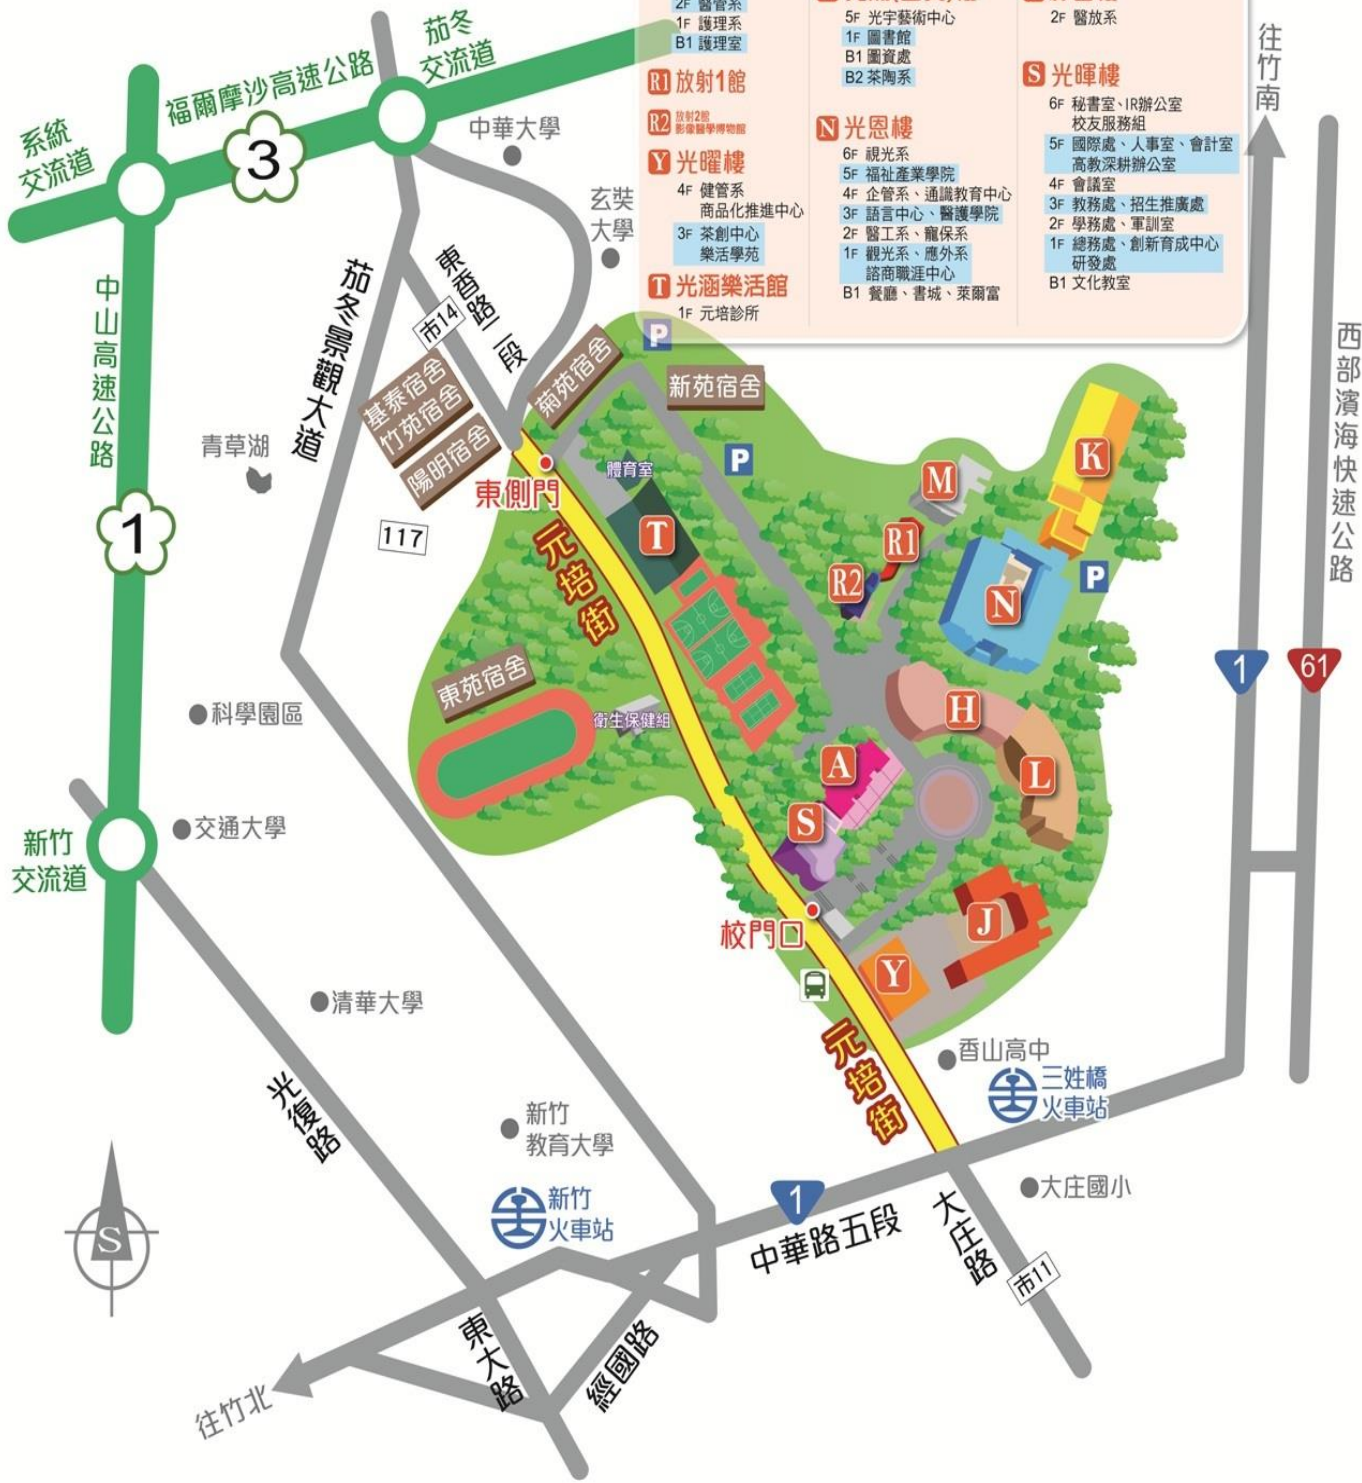 2F 醫管系
1F 護理系
B1 護理室
R1 放射1館
R2 放射2館
影像醫學博物館
Y 光曜樓
4F 健管系
商品化推進中心
3F 茶創中心
樂活學苑
T 光涵樂活館
1F 元培診所
5F 光宇藝術中心
1F 圖書館
B1 圖資處
B2 茶陶系
N 光恩樓
6F 視光系
5F 福祉產業學院
4F 企管系、通識教育中心
3F 語言中心、醫護學院
2F 醫工系、寵保系
1F 觀光系、應外系
諮商職涯中心
B1 餐廳、書城、萊爾富
2F 醫放系
S 光暉樓
6F 秘書室、IR辦公室
校友服務組
5F 國際處、人事室、會計室
高教深耕辦公室
4F 會議室
3F 教務處、招生推廣處
2F 學務處、軍訓室
1F 總務處、創新育成中心
研發處
B1 文化教室
往竹南
茄冬
交流道
福爾摩沙高速公路
系統
交流道
3
中華大學
玄奘
大學
東香路二段
市14
茄冬景觀大道
中山高速公路
1
西部濱海快速公路
P
菊苑宿舍
新苑宿舍
基泰宿舍
竹苑宿舍
陽明宿舍
青草湖
117
東側門
體育室
P
T
元培街
M
K
R1
R2
N
P
1
61
東苑宿舍
衛生保健組
科學園區
H
A
L
S
新竹
交流道
交通大學
校門口
J
Y
清華大學
元培街
香山高中
三姓橋
火車站
光復路
新竹
教育大學
新竹
火車站
1
中華路五段
大庄路
大庄國小
市11
S
東大路
經國路
往竹北